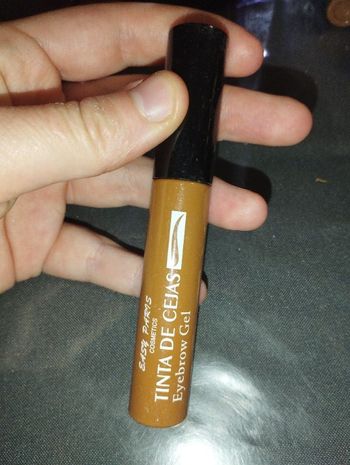 EASY PARIS
COSMETICS
TINTA DE CEJAS
Eyebrow Gel